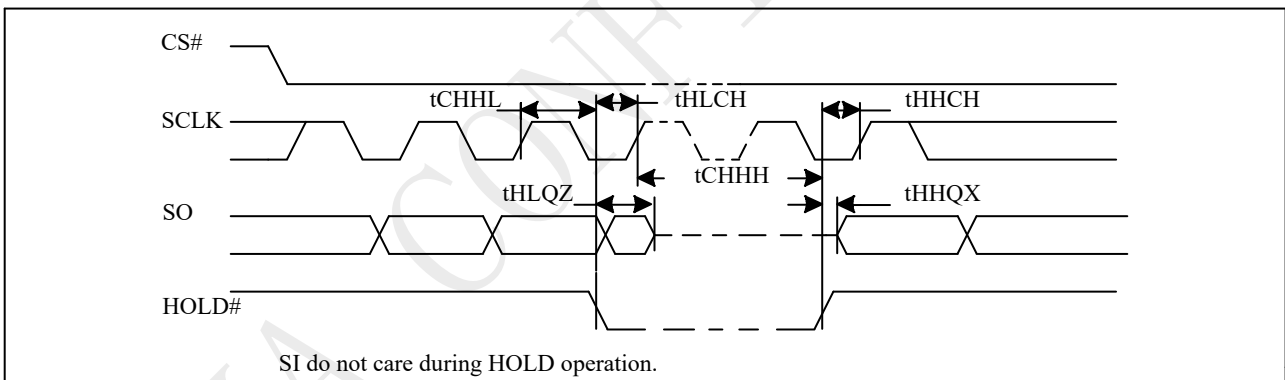 CS#
tCHHL
tHLCH
tHHCH
SCLK
tCHHH
tHLQZ
tHHQX
SO
HOLD#
SI do not care during HOLD operation.